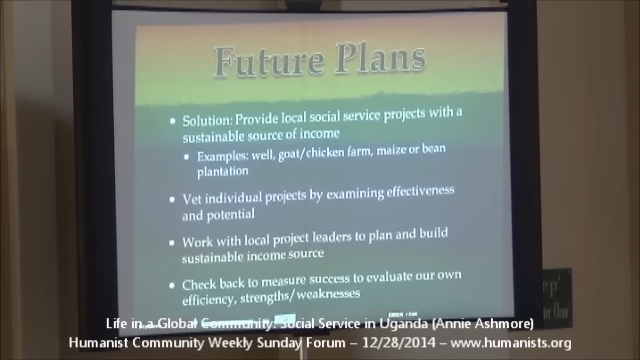 Future Plans
• Solution: Provide local social service projects with a
sustainable source of income
• Examples: well, goat/chicken farm, maize or bean
plantation
• Vet individual projects by examining effectiveness
and potential
• Work with local project leaders to plan and build
sustainable income source
• Check back to measure success to evaluate our own
efficiency, strengths/weaknesses
Life in a Global Community: Social Service in Uganda (Annie Ashmore)
Humanist Community Weekly Sunday Forum – 12/28/2014 – www.humanists.org